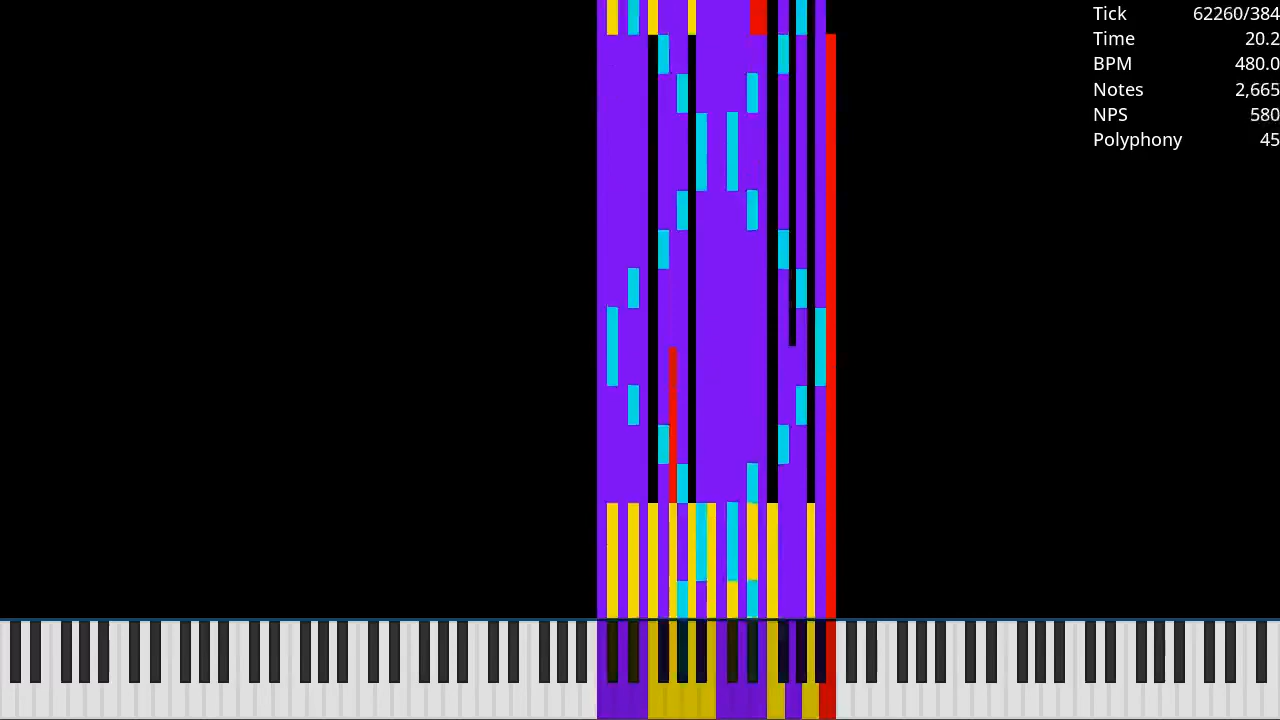 Tick 62260/384
Time 20.2
BPM 480.0
Notes 2,665
NPS 580
Polyphony 45